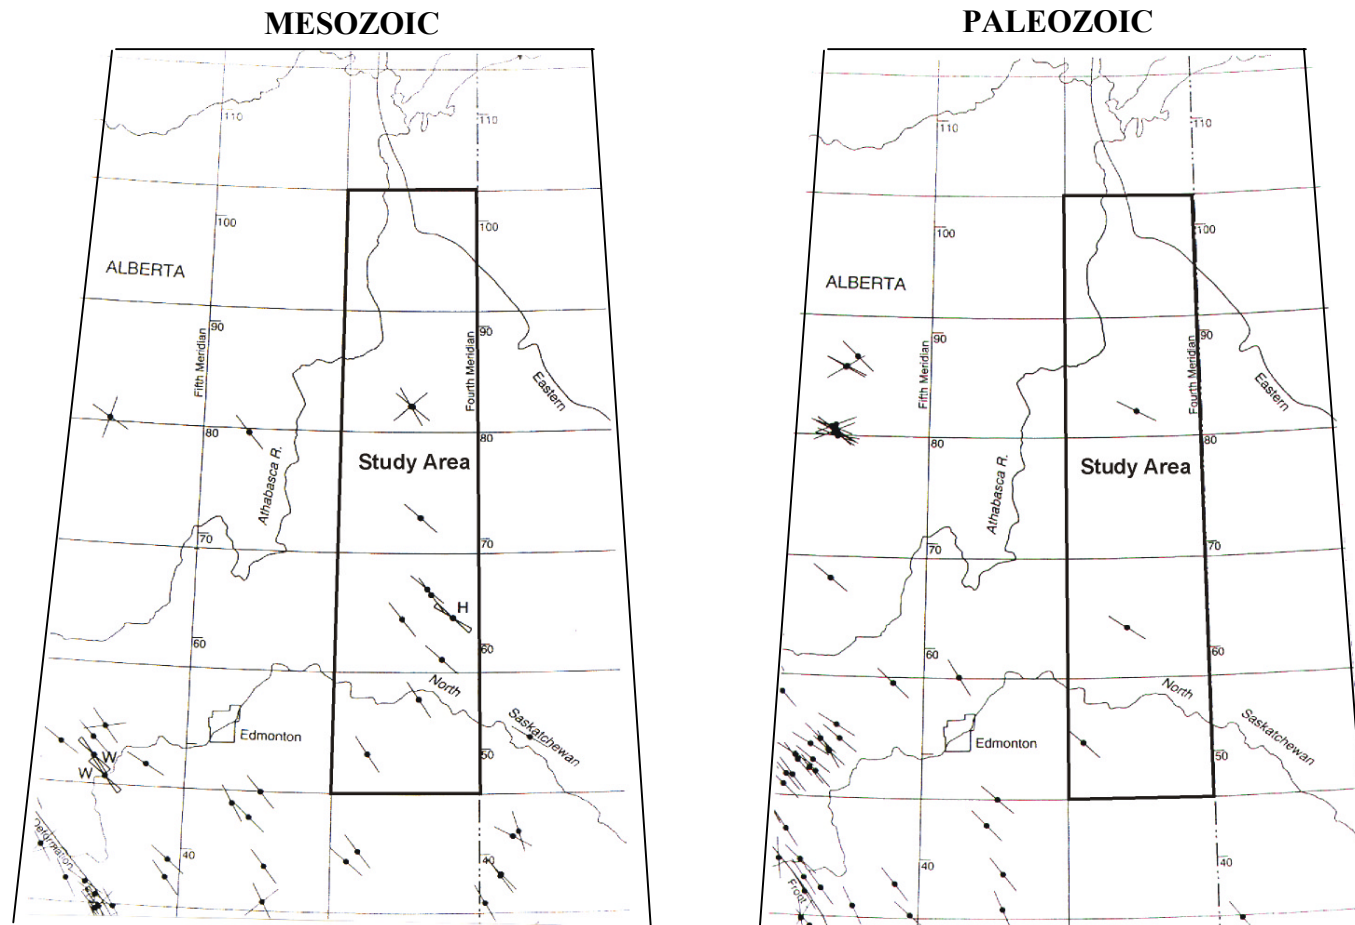 MESOZOIC
110
110
100
100
ALBERTA
90
90
Fifth Meridian
Fourth Meridian
Eastern
80
80
Study Area
Athabasca R.
70
70
H
60
60
North
Saskatchewan
Edmonton
W
W
50
Deformation
40
40
PALEOZOIC
110
110
100
100
ALBERTA
90
90
Fifth Meridian
Fourth Meridian
Eastern
80
80
Study Area
Athabasca R.
70
70
60
60
North
Saskatchewan
Edmonton
50
40
40
Front